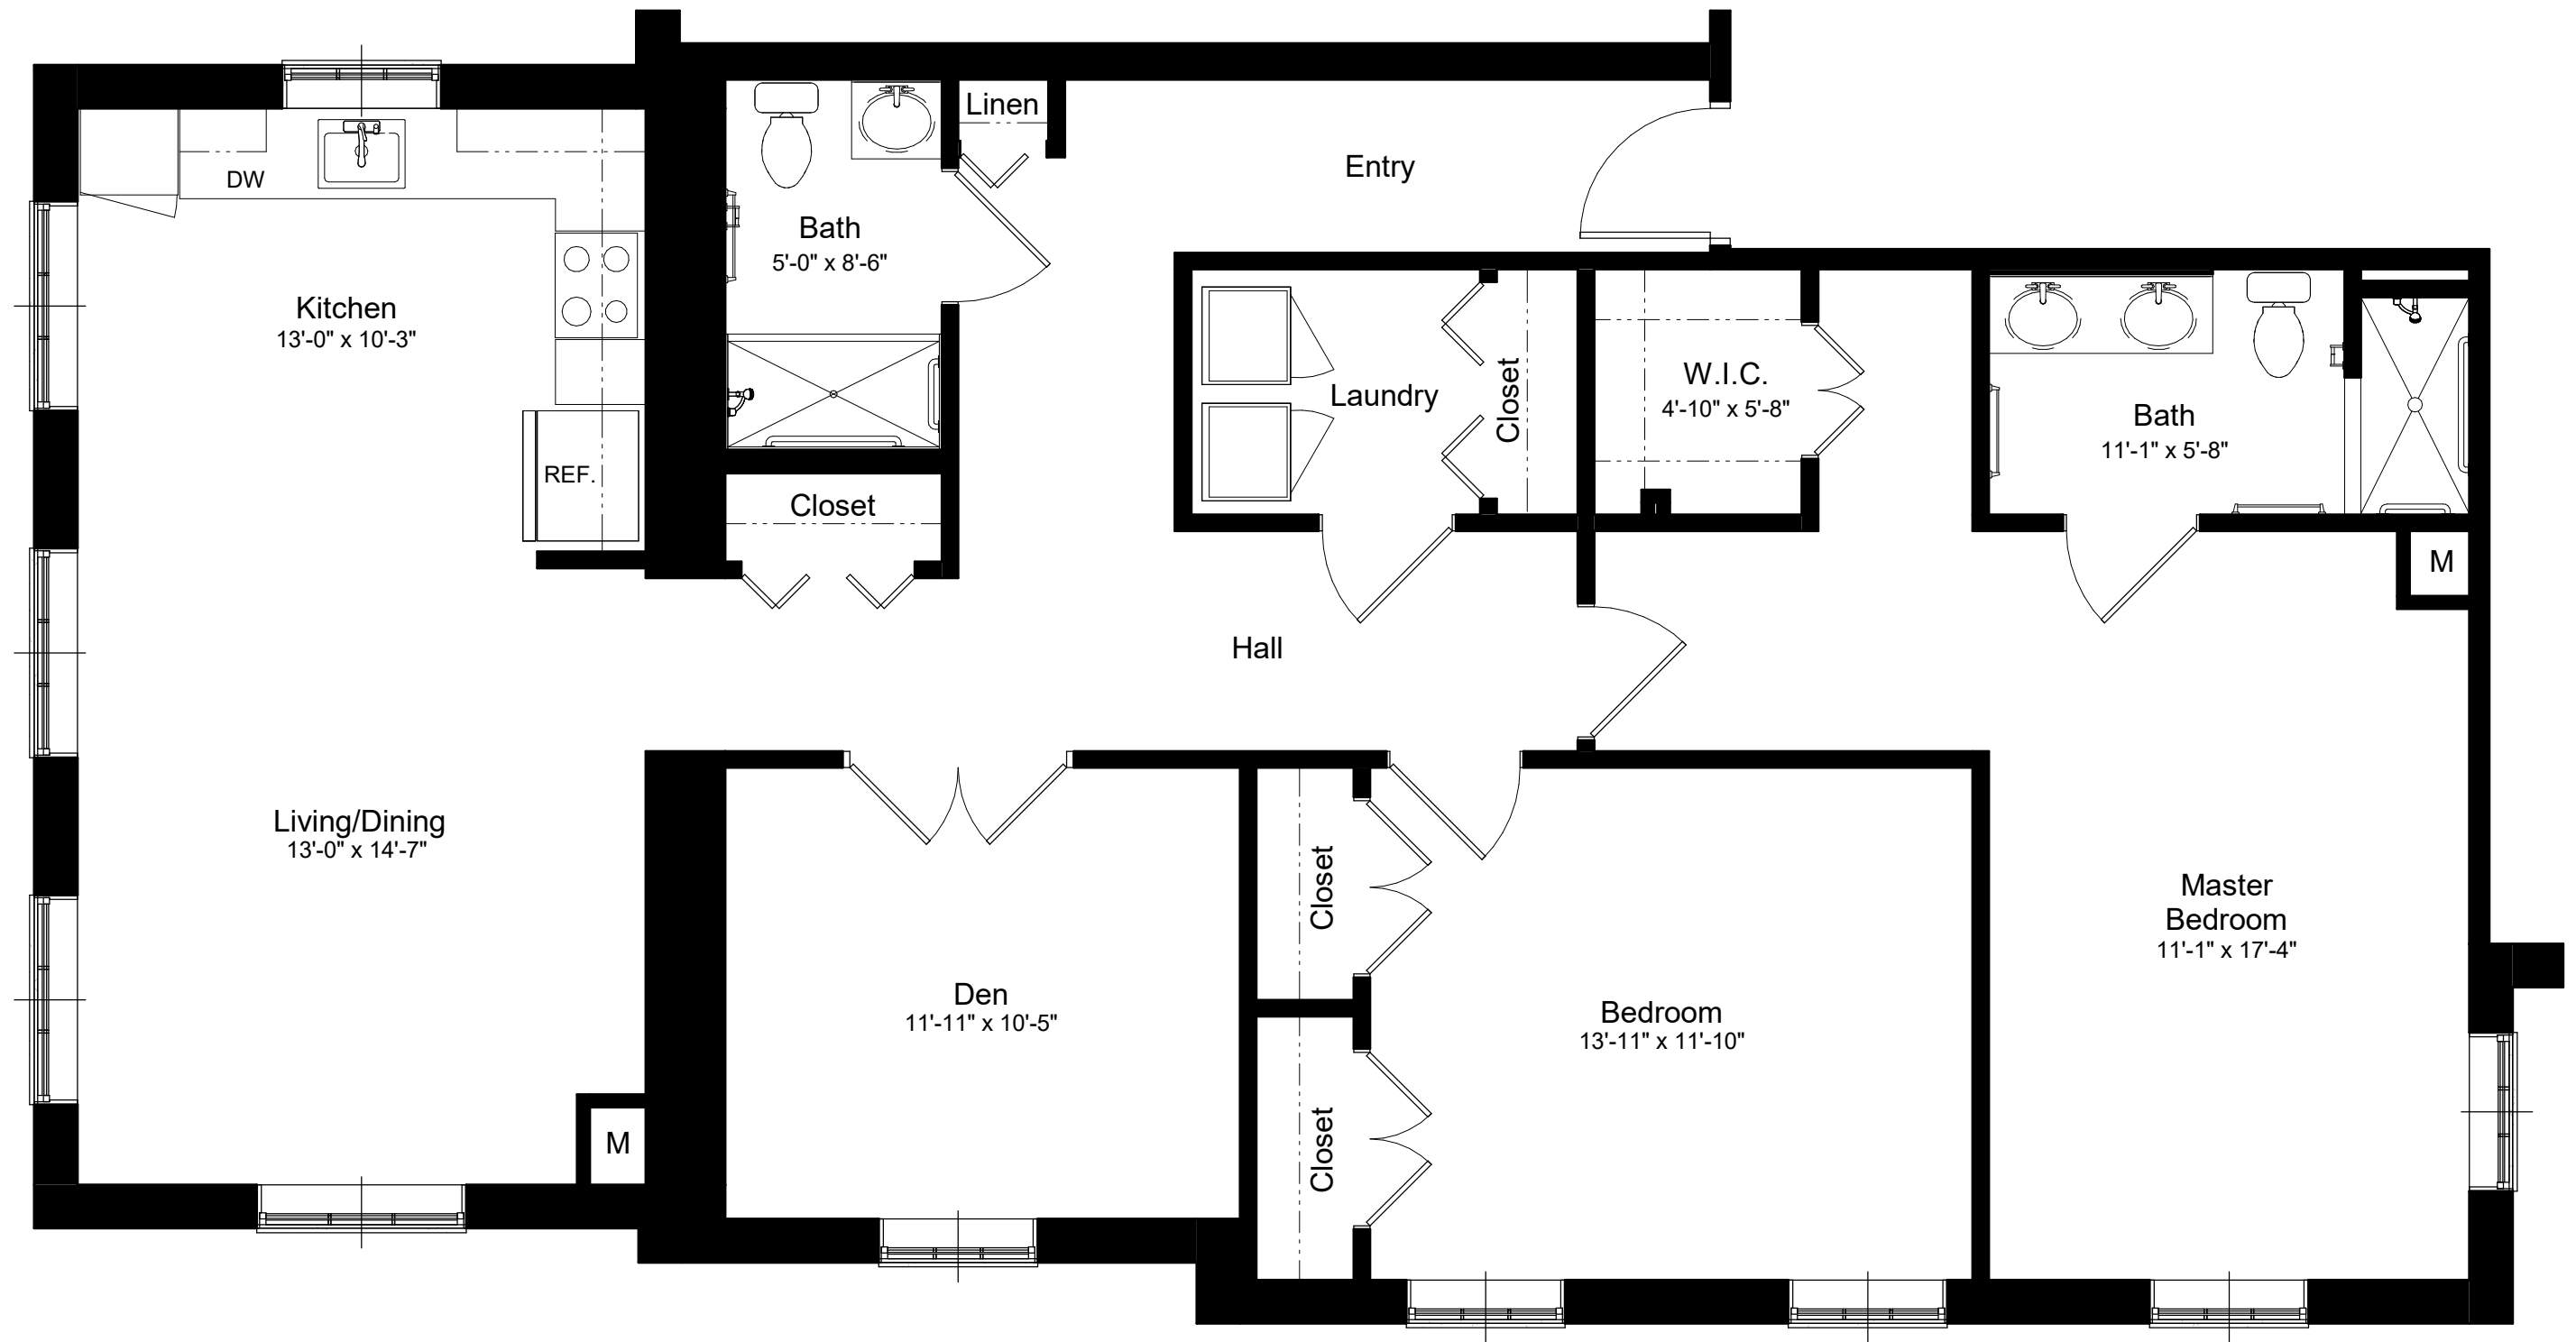 Linen
Entry
DW
Bath
5'-0" x 8'-6"
Kitchen
13'-0" x 10'-3"
REF.
Closet
Laundry
Closet
W.I.C.
4'-10" x 5'-8"
Bath
11'-1" x 5'-8"
M
Hall
Living/Dining
13'-0" x 14'-7"
Closet
Master
Bedroom
11'-1" x 17'-4"
Den
11'-11" x 10'-5"
Bedroom
13'-11" x 11'-10"
Closet
M